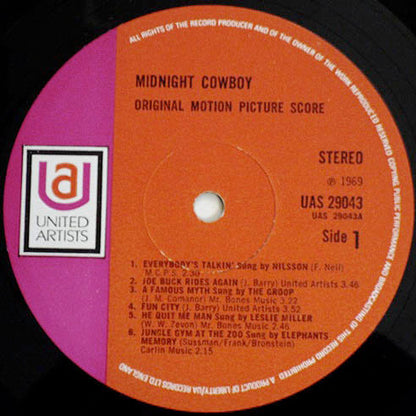 ALL RIGHTS OF THE RECORD PRODUCER AND OF THE OWNER OF THE WORK REPRODUCED RESERVED COPYING PUBLIC PERFORMANCE AND BROADCASTING OF THIS RECORD PROHIBITED
MIDNIGHT COWBOY
ORIGINAL MOTION PICTURE SCORE
UA
UNITED
ARTISTS
STEREO
℗ 1969
UAS 29043
UAS 29043A
Side 1
1. EVERYBODY'S TALKIN' Sung by NILSSON (F. Neil)
M.C.P.S. 2.30
2. JOE BUCK RIDES AGAIN (J. Barry) United Artists 3.46
3. A FAMOUS MYTH Sung by THE GROOP
(J. M. Comanor) Mr. Bones Music 3.22
4. FUN CITY (J. Barry) United Artists 3.52
5. HE QUIT ME MAN Sung by LESLIE MILLER
(W. W. Zevon) Mr. Bones Music 2.46
6. JUNGLE GYM AT THE ZOO Sung by ELEPHANTS
MEMORY (Sussman/Frank/Bronstein)
Carlin Music 2.15
A PRODUCT OF LIBERTY/UA RECORDS LTD ENGLAND